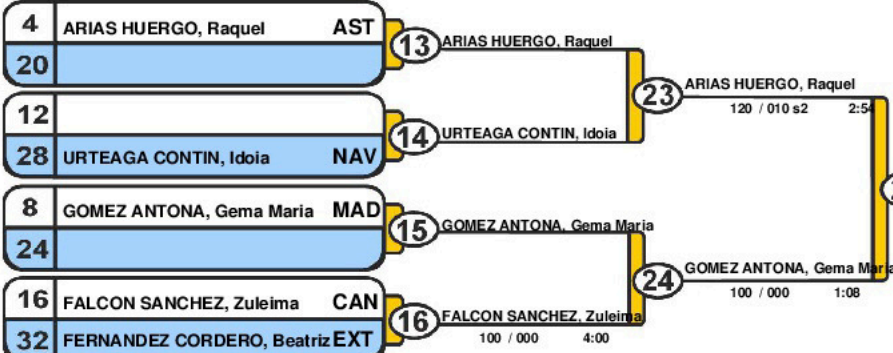 4 ARIAS HUERGO, Raquel AST
20
13 ARIAS HUERGO, Raquel
12
28 URTEAGA CONTIN, Idoia NAV
14 URTEAGA CONTIN, Idoia
23 ARIAS HUERGO, Raquel
120 / 010 s2 2:54
8 GOMEZ ANTONA, Gema Maria MAD
24
15 GOMEZ ANTONA, Gema Maria
16 FALCON SANCHEZ, Zuleima CAN
32 FERNANDEZ CORDERO, Beatriz EXT
16 FALCON SANCHEZ, Zuleima
100 / 000 4:00
24 GOMEZ ANTONA, Gema Maria
100 / 000 1:08